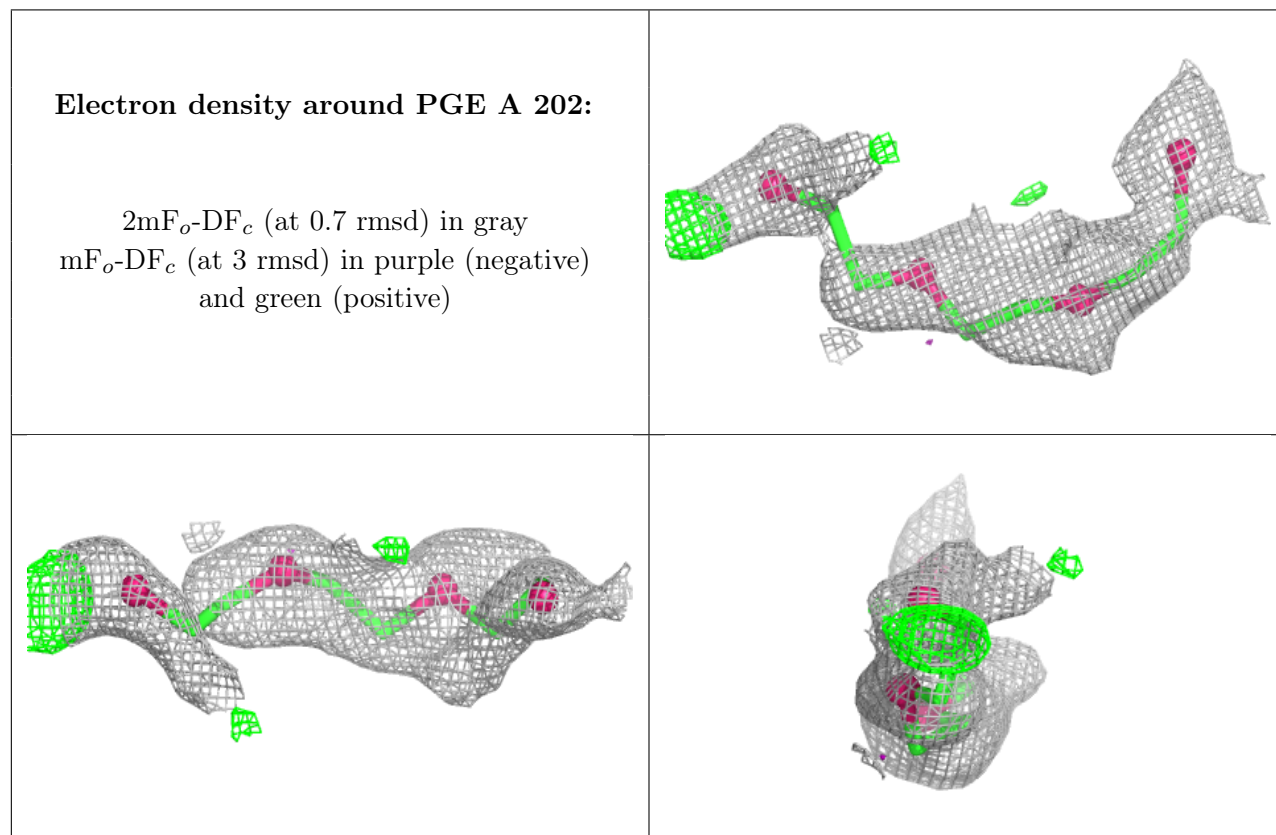 Electron density around PGE A 202:
2mFo-DFc (at 0.7 rmsd) in gray
mFo-DFc (at 3 rmsd) in purple (negative)
and green (positive)